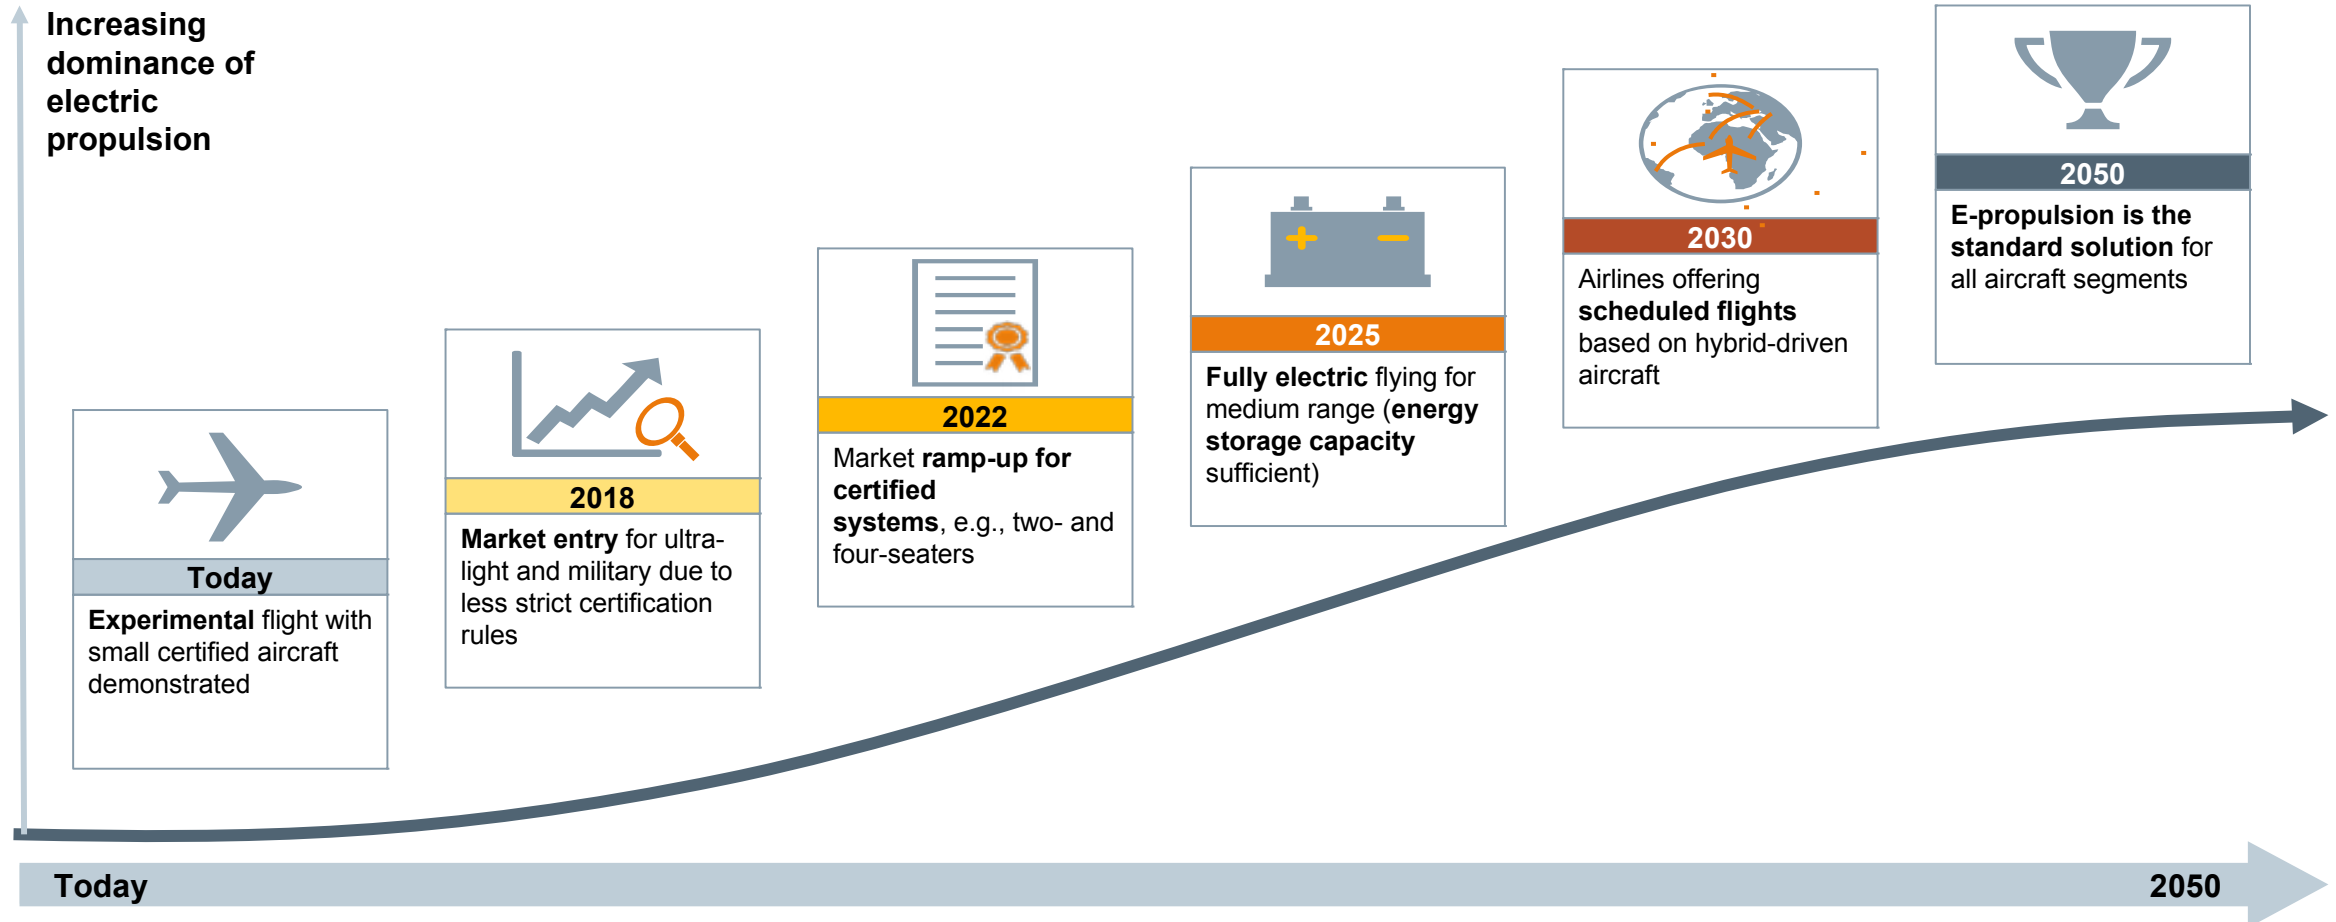 Increasing
dominance of
electric
propulsion
Today
Experimental flight with
small certified aircraft
demonstrated
2018
Market entry for ultra-
light and military due to
less strict certification
rules
2022
Market ramp-up for
certified
systems, e.g., two- and
four-seaters
2025
Fully electric flying for
medium range (energy
storage capacity
sufficient)
2030
Airlines offering
scheduled flights
based on hybrid-driven
aircraft
2050
E-propulsion is the
standard solution for
all aircraft segments
Today
2050